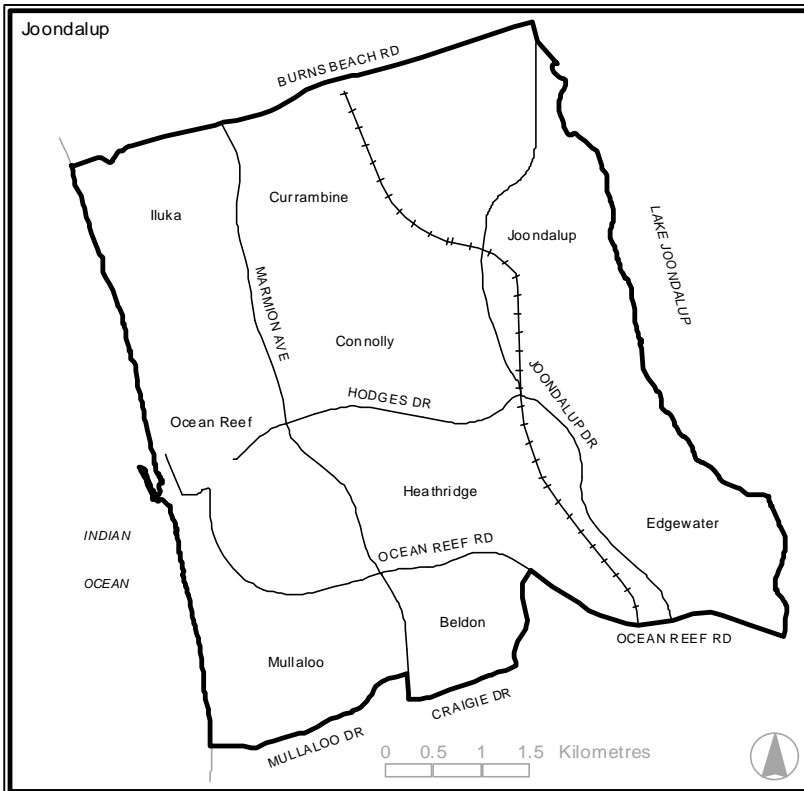 Joondalup
BURNS BEACH RD
Iluka
Currambine
Joondalup
LAKE JOONDALUP
MARMION AVE
Connolly
JOONDALUP DR
HODGES DR
Ocean Reef
Heathridge
Edgewater
INDIAN
OCEAN
OCEAN REEF RD
Beldon
OCEAN REEF RD
Mullaloo
CRAIGIE DR
MULLALOO DR
0 0.5 1 1.5 Kilometres